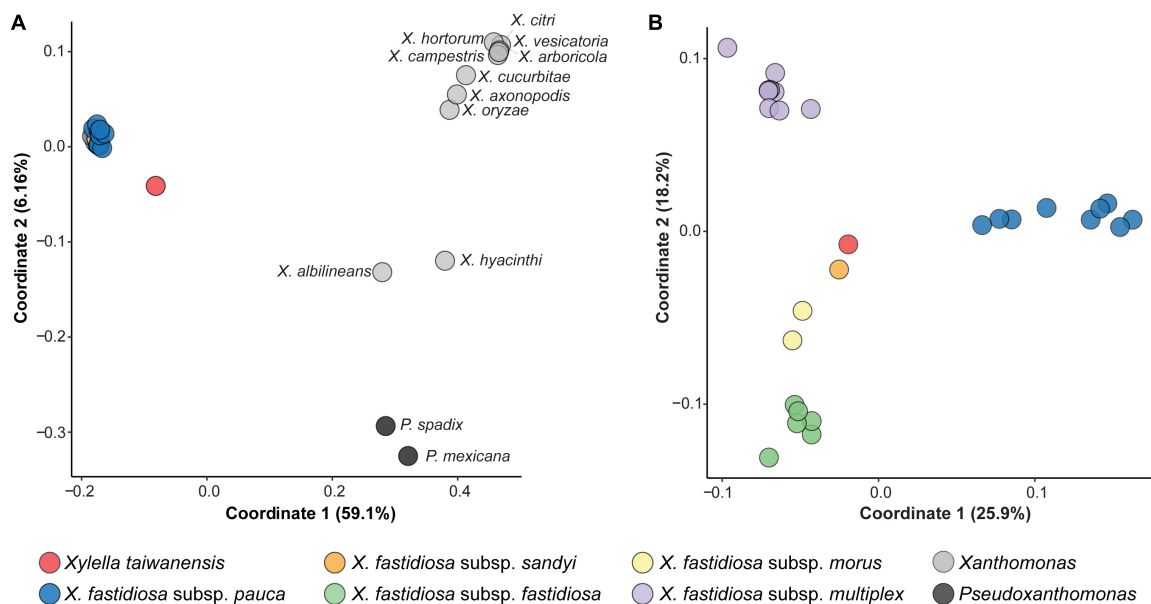 A
X. citri
X. hortorum
X. vesicatoria
X. campestris
X. arboricola
X. cucurbitae
X. axonopodis
X. oryzae
X. albilineans
X. hyacinthi
P. spadix
P. mexicana
0.1
0.0
−0.1
−0.2
−0.3
Coordinate 2 (6.16%)
−0.2 0.0 0.2 0.4
Coordinate 1 (59.1%)
B
0.1
0.0
−0.1
Coordinate 2 (18.2%)
−0.1 0.0 0.1
Coordinate 1 (25.9%)
Xylella taiwanensis
X. fastidiosa subsp. sandyi
X. fastidiosa subsp. morus
Xanthomonas
X. fastidiosa subsp. pauca
X. fastidiosa subsp. fastidiosa
X. fastidiosa subsp. multiplex
Pseudoxanthomonas